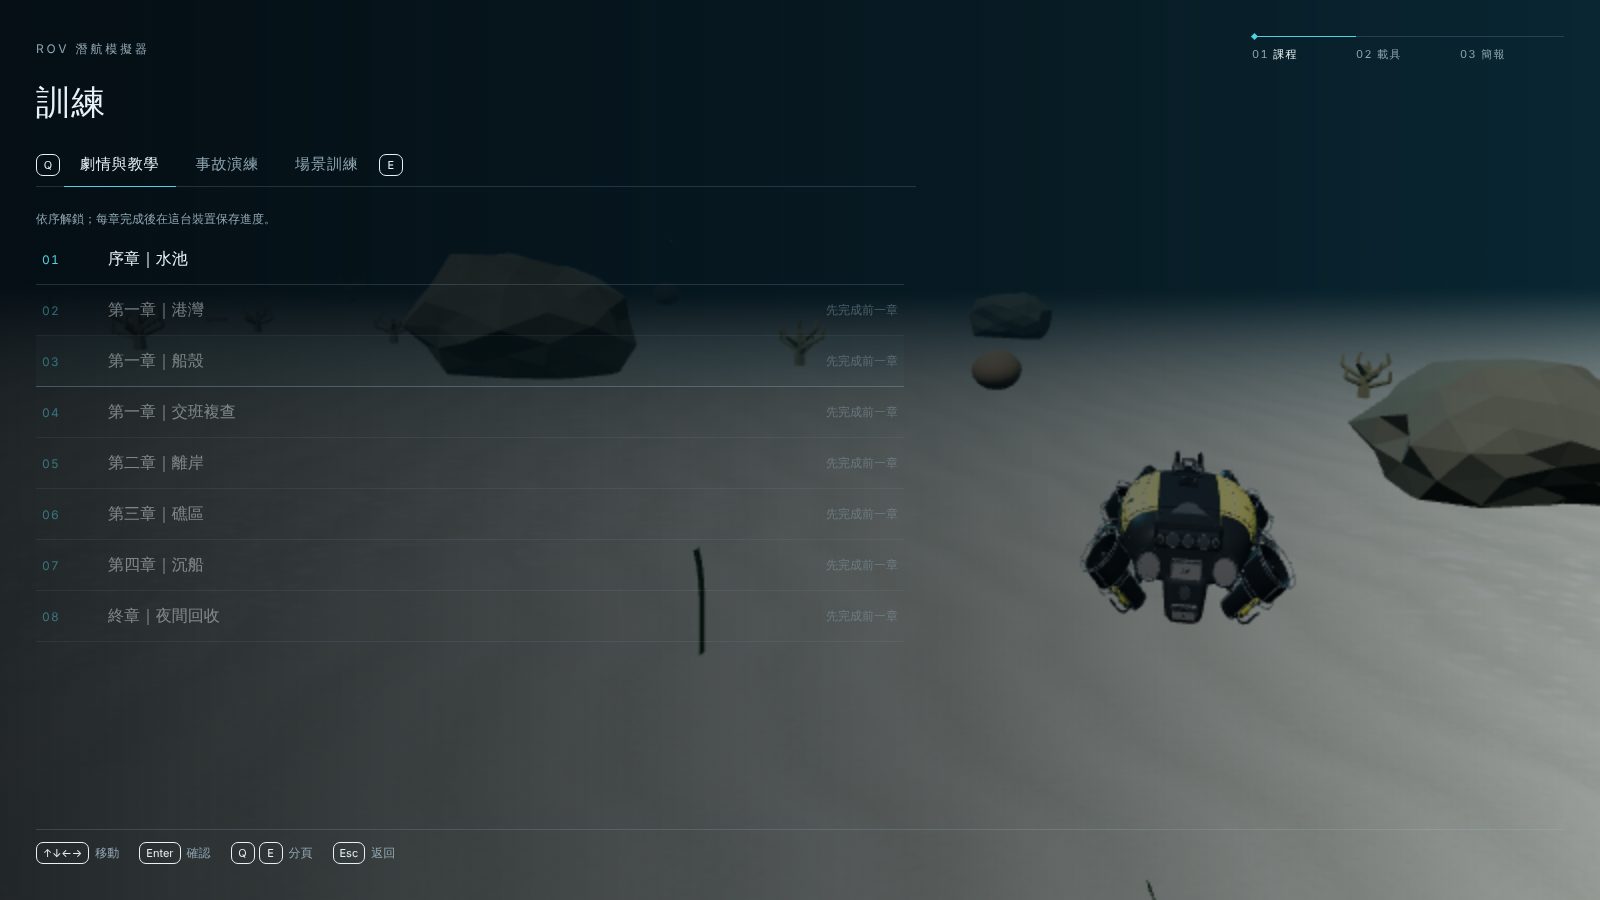 ROV 潛航模擬器
01 課程 02 載具 03 簡報
訓練
Q 劇情與教學 事故演練 場景訓練 E
依序解鎖；每章完成後在這台裝置保存進度。
01 序章｜水池
02 第一章｜港灣 先完成前一章
03 第一章｜船殼 先完成前一章
04 第一章｜交班複查 先完成前一章
05 第二章｜離岸 先完成前一章
06 第三章｜礁區 先完成前一章
07 第四章｜沉船 先完成前一章
08 終章｜夜間回收 先完成前一章
↑↓←→ 移動 Enter 確認 Q E 分頁 Esc 返回